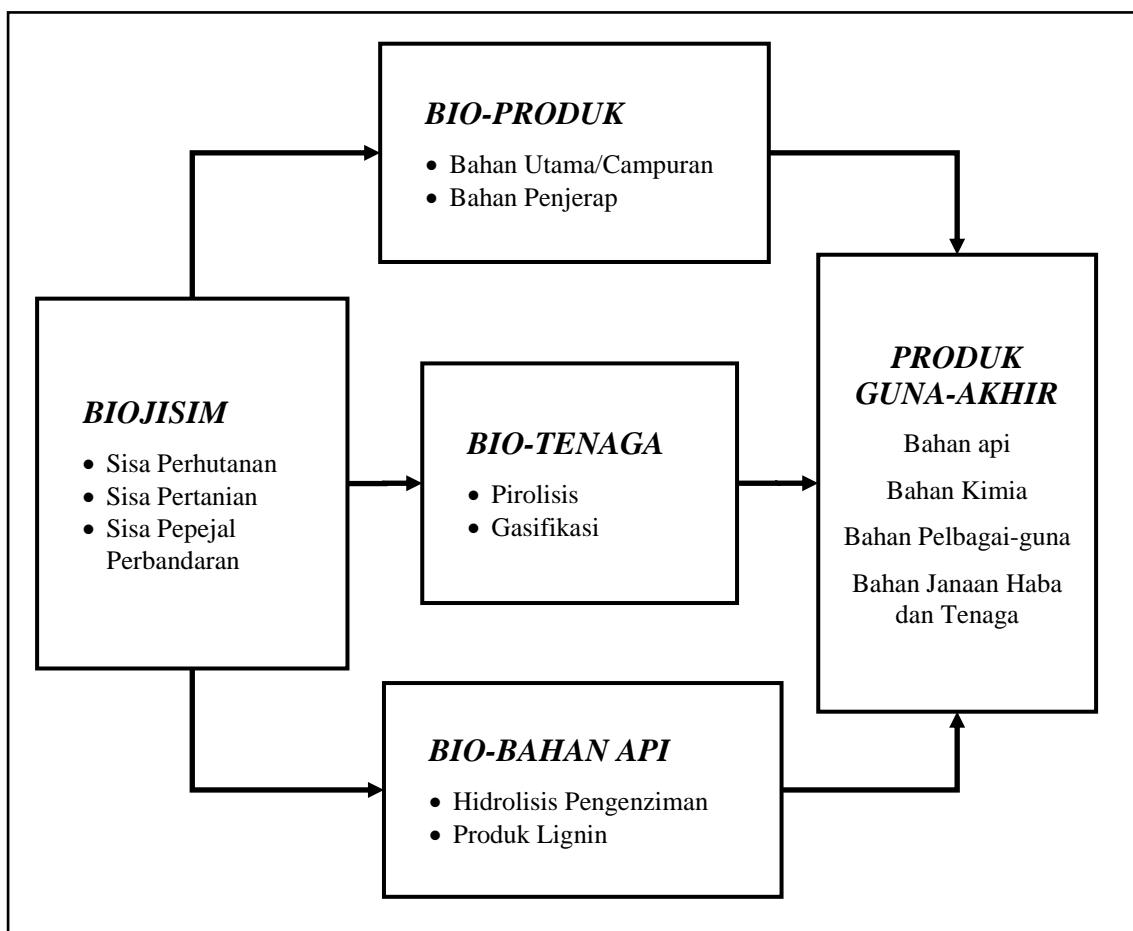 BIO-PRODUK
• Bahan Utama/Campuran
• Bahan Penjerap
BIOJISIM
• Sisa Perhutanan
• Sisa Pertanian
• Sisa Pepejal
Perbandaran
BIO-TENAGA
• Pirolisis
• Gasifikasi
BIO-BAHAN API
• Hidrolisis Pengenziman
• Produk Lignin
PRODUK
GUNA-AKHIR
Bahan api
Bahan Kimia
Bahan Pelbagai-guna
Bahan Janaan Haba
dan Tenaga